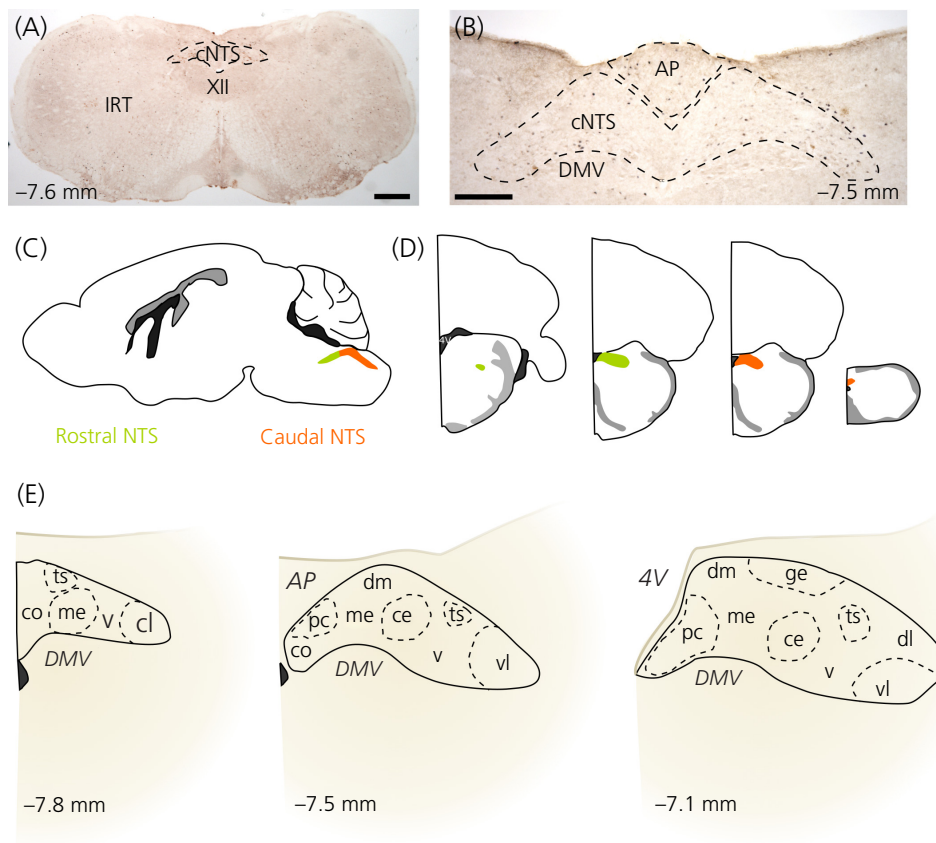 (A)
cNTS
XII
IRT
–7.6 mm
(B)
AP
cNTS
DMV
–7.5 mm
(C)
Rostral NTS
Caudal NTS
(D)
4V
(E)
ts
co
me
v
cl
DMV
–7.8 mm
AP
dm
pc
me
ce
ts
co
DMV
v
vl
–7.5 mm
4V
dm
ge
pc
me
ce
ts
dl
DMV
v
vl
–7.1 mm